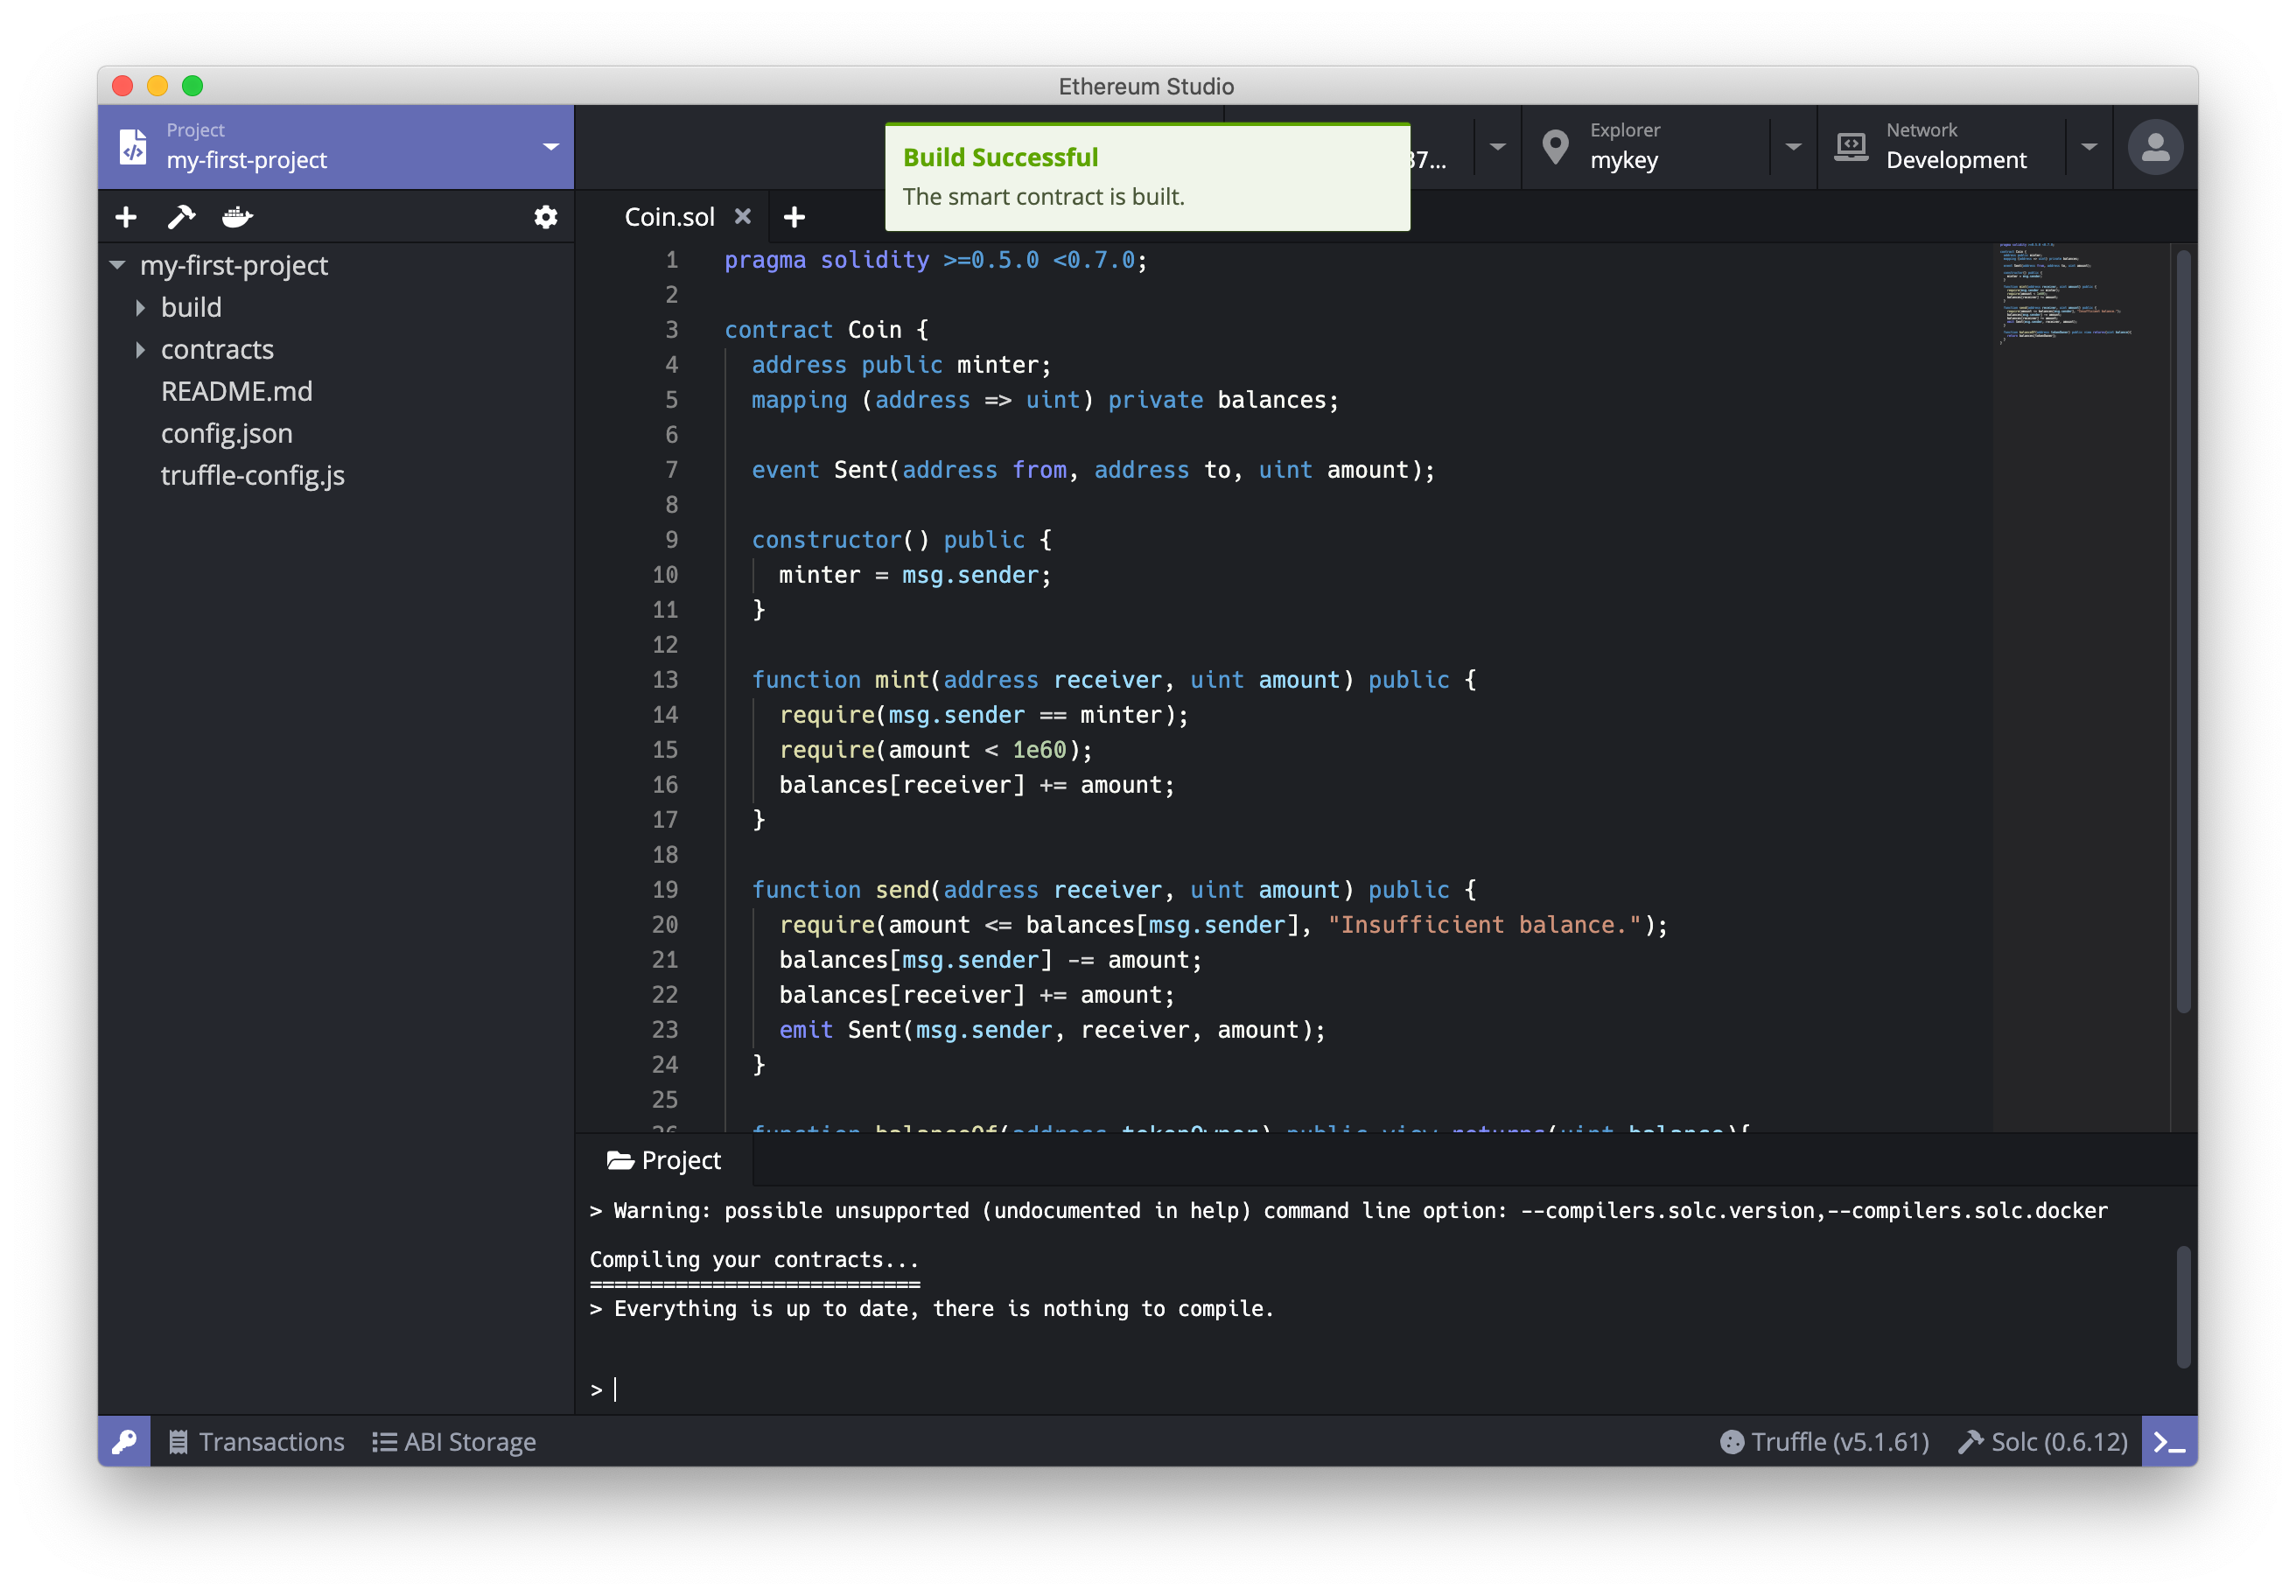 Ethereum Studio
Project
my-first-project
Build Successful
The smart contract is built.
37...
Explorer
mykey
Network
Development
Coin.sol
my-first-project
build
contracts
README.md
config.json
truffle-config.js
1 pragma solidity >=0.5.0 <0.7.0;
2
3 contract Coin {
4 address public minter;
5 mapping (address => uint) private balances;
6
7 event Sent(address from, address to, uint amount);
8
9 constructor() public {
10 minter = msg.sender;
11 }
12
13 function mint(address receiver, uint amount) public {
14 require(msg.sender == minter);
15 require(amount < 1e60);
16 balances[receiver] += amount;
17 }
18
19 function send(address receiver, uint amount) public {
20 require(amount <= balances[msg.sender], "Insufficient balance.");
21 balances[msg.sender] -= amount;
22 balances[receiver] += amount;
23 emit Sent(msg.sender, receiver, amount);
24 }
25
26 function balanceOf(address tokenOwner) public view returns(uint balance){
Project
> Warning: possible unsupported (undocumented in help) command line option: --compilers.solc.version,--compilers.solc.docker
Compiling your contracts...
===========================
> Everything is up to date, there is nothing to compile.
>
Transactions
ABI Storage
Truffle (v5.1.61)
Solc (0.6.12)